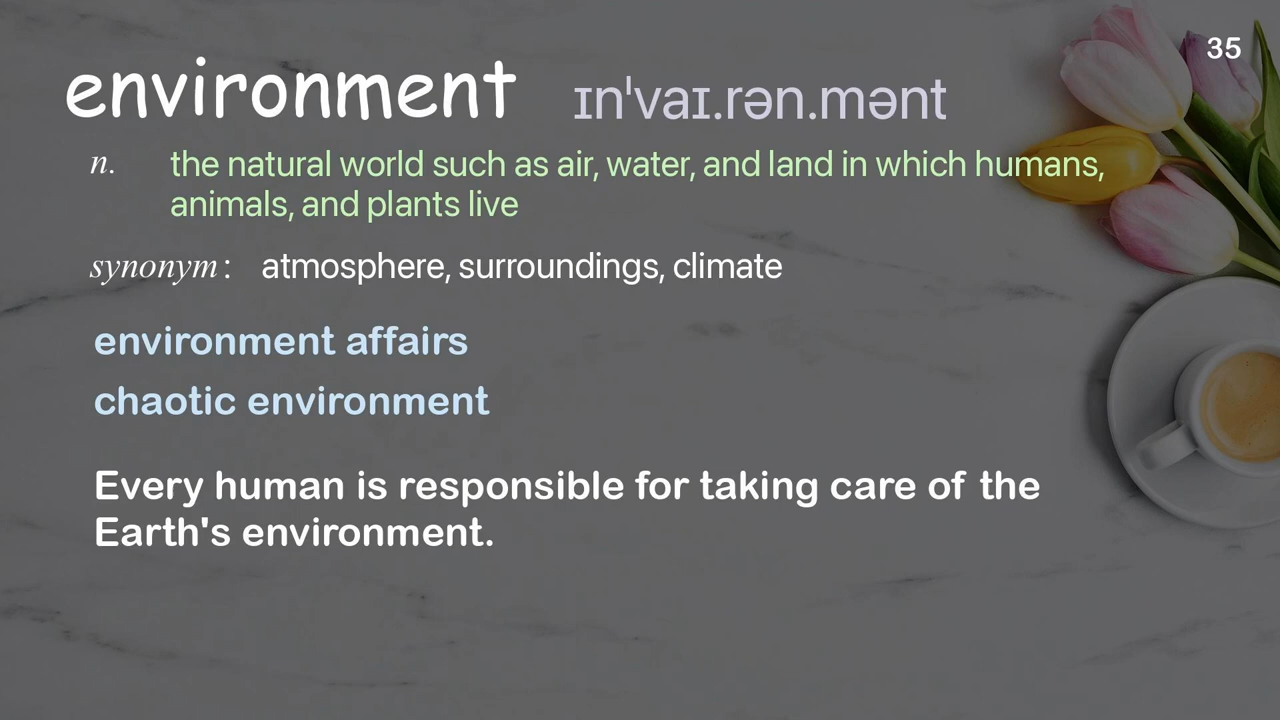 35
environment ɪnˈvaɪ.rən.mənt
n. the natural world such as air, water, and land in which humans,
animals, and plants live
synonym: atmosphere, surroundings, climate
environment affairs
chaotic environment
Every human is responsible for taking care of the
Earth's environment.